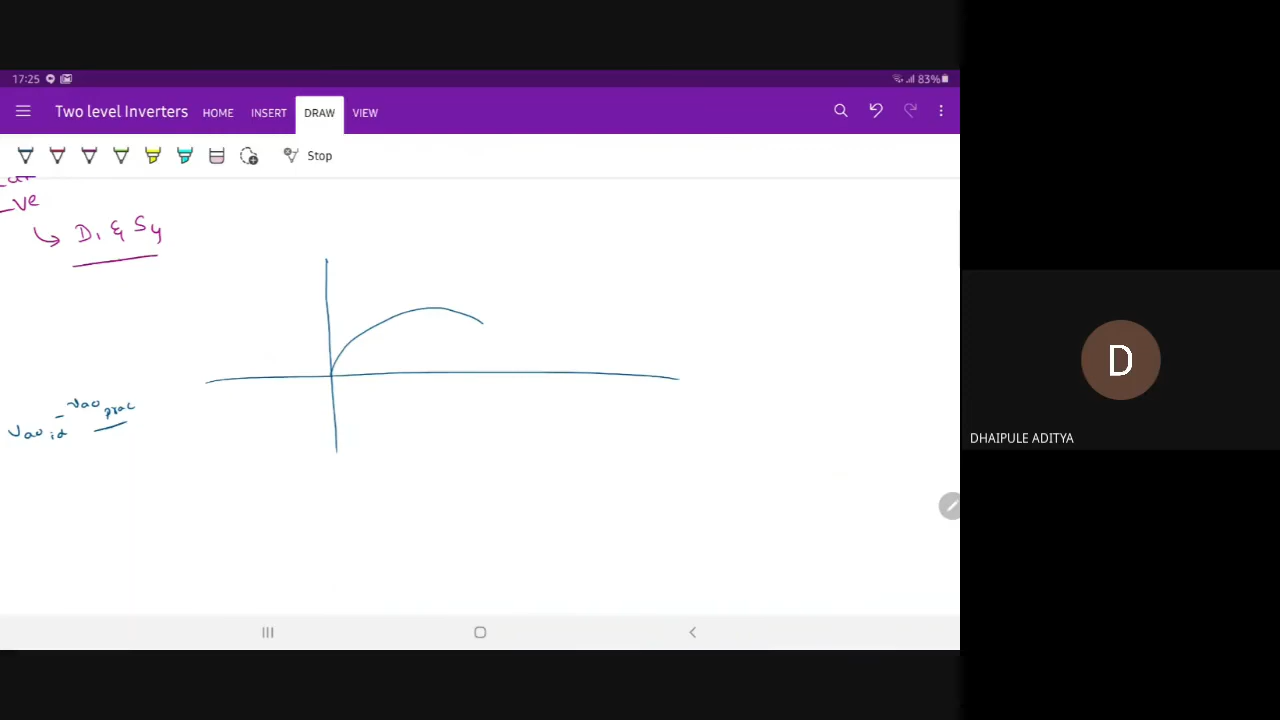 17:25 83%
Two level Inverters HOME INSERT DRAW VIEW
Stop
-ve
↳ D1 & S4
Vao id - Vao prac
D
DHAIPULE ADITYA